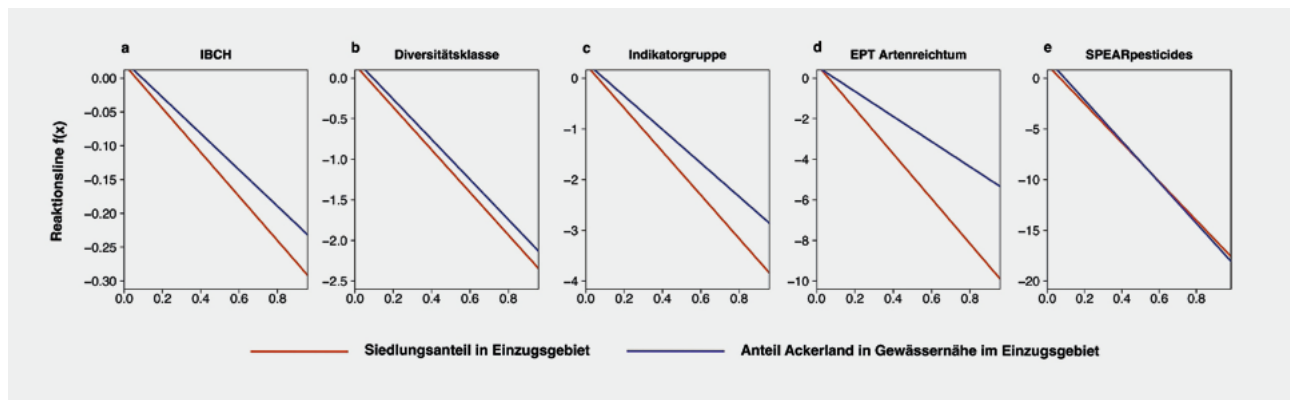 a IBCH
b Diversitätsklasse
c Indikatorgruppe
d EPT Artenreichtum
e SPEARpesticides
Reaktionsline f(x)
0.00
−0.05
−0.10
−0.15
−0.20
−0.25
−0.30
0.0 0.2 0.4 0.6 0.8
0.0
−0.5
−1.0
−1.5
−2.0
−2.5
0.0 0.2 0.4 0.6 0.8
0
−1
−2
−3
−4
0.0 0.2 0.4 0.6 0.8
0
−2
−4
−6
−8
−10
0.0 0.2 0.4 0.6 0.8
0
−5
−10
−15
−20
0.0 0.2 0.4 0.6 0.8
Siedlungsanteil in Einzugsgebiet
Anteil Ackerland in Gewässernähe im Einzugsgebiet